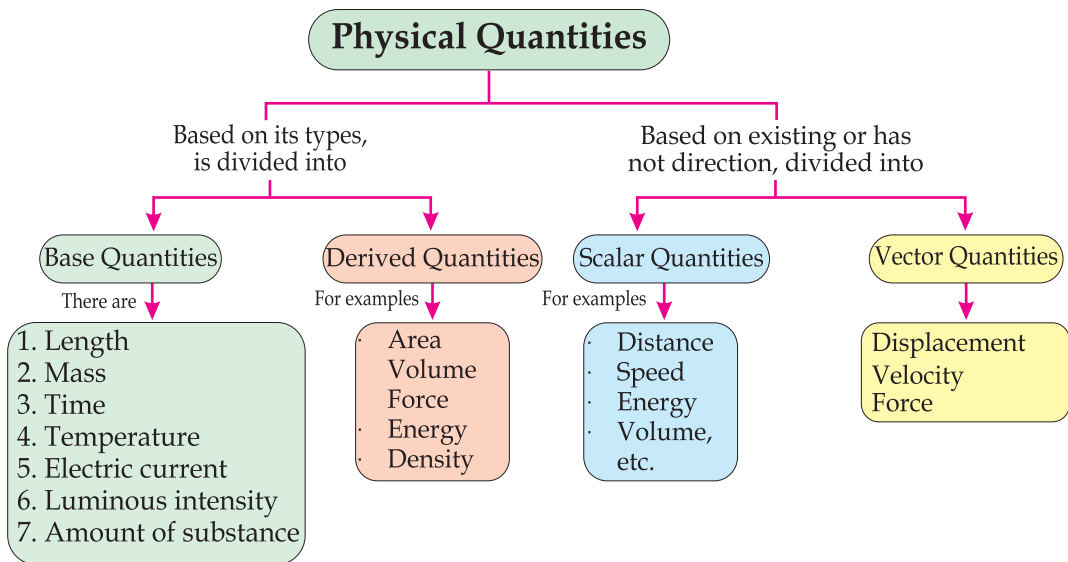 Physical Quantities
Based on its types,
is divided into
Based on existing or has
not direction, divided into
Base Quantities
Derived Quantities
Scalar Quantities
Vector Quantities
There are
For examples
For examples
1. Length
2. Mass
3. Time
4. Temperature
5. Electric current
6. Luminous intensity
7. Amount of substance
· Area
Volume
Force
· Energy
· Density
· Distance
· Speed
· Energy
· Volume,
etc.
Displacement
Velocity
Force